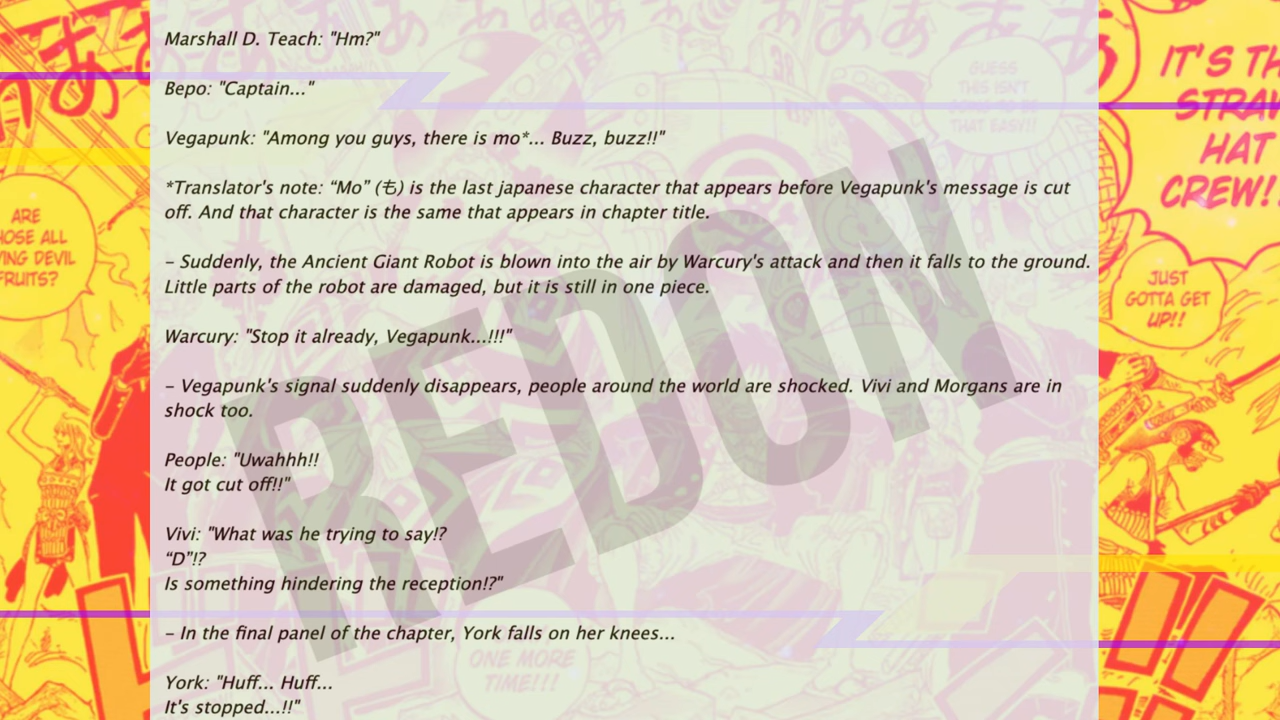 Marshall D. Teach: "Hm?"
Bepo: "Captain..."
Vegapunk: "Among you guys, there is mo*... Buzz, buzz!!"
*Translator's note: “Mo” (も) is the last japanese character that appears before Vegapunk's message is cut
off. And that character is the same that appears in chapter title.
– Suddenly, the Ancient Giant Robot is blown into the air by Warcury's attack and then it falls to the ground.
Little parts of the robot are damaged, but it is still in one piece.
Warcury: "Stop it already, Vegapunk...!!!"
– Vegapunk's signal suddenly disappears, people around the world are shocked. Vivi and Morgans are in
shock too.
People: "Uwahhh!!
It got cut off!!"
Vivi: "What was he trying to say!?
“D”!?
Is something hindering the reception!?"
– In the final panel of the chapter, York falls on her knees...
York: "Huff... Huff...
It's stopped...!!"
REDON
ARE
FRUITS?
DEVIL
GUESS
THIS ISN'T
THAT EASY!!
IT'S
HAT
CREW!
JUST
GOTTA GET
UP!!
ONE MORE
TIME!!!